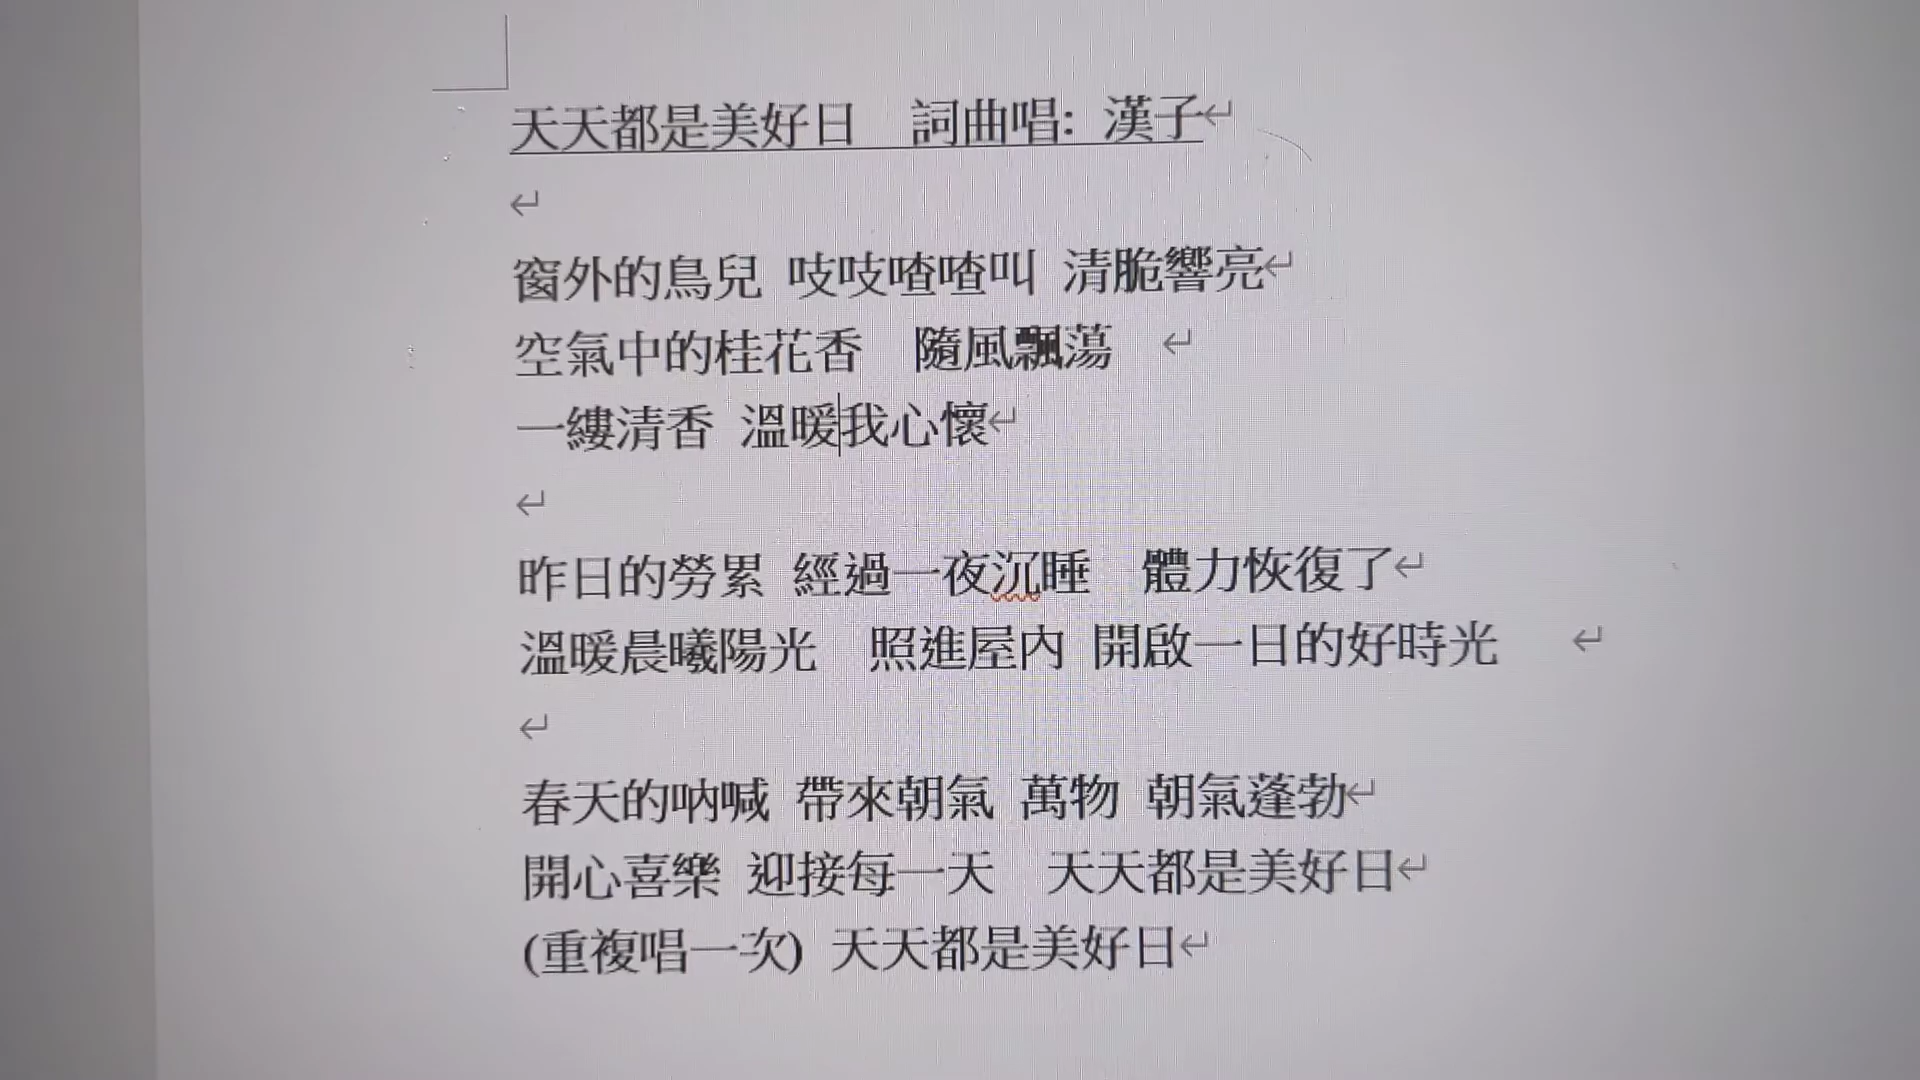 天天都是美好日　詞曲唱: 漢子
窗外的鳥兒 吱吱喳喳叫 清脆響亮
空氣中的桂花香　隨風飄蕩
一縷清香 溫暖我心懷
昨日的勞累 經過一夜沉睡　體力恢復了
溫暖晨曦陽光　照進屋內 開啟一日的好時光
春天的吶喊 帶來朝氣 萬物 朝氣蓬勃
開心喜樂 迎接每一天　天天都是美好日
(重複唱一次) 天天都是美好日